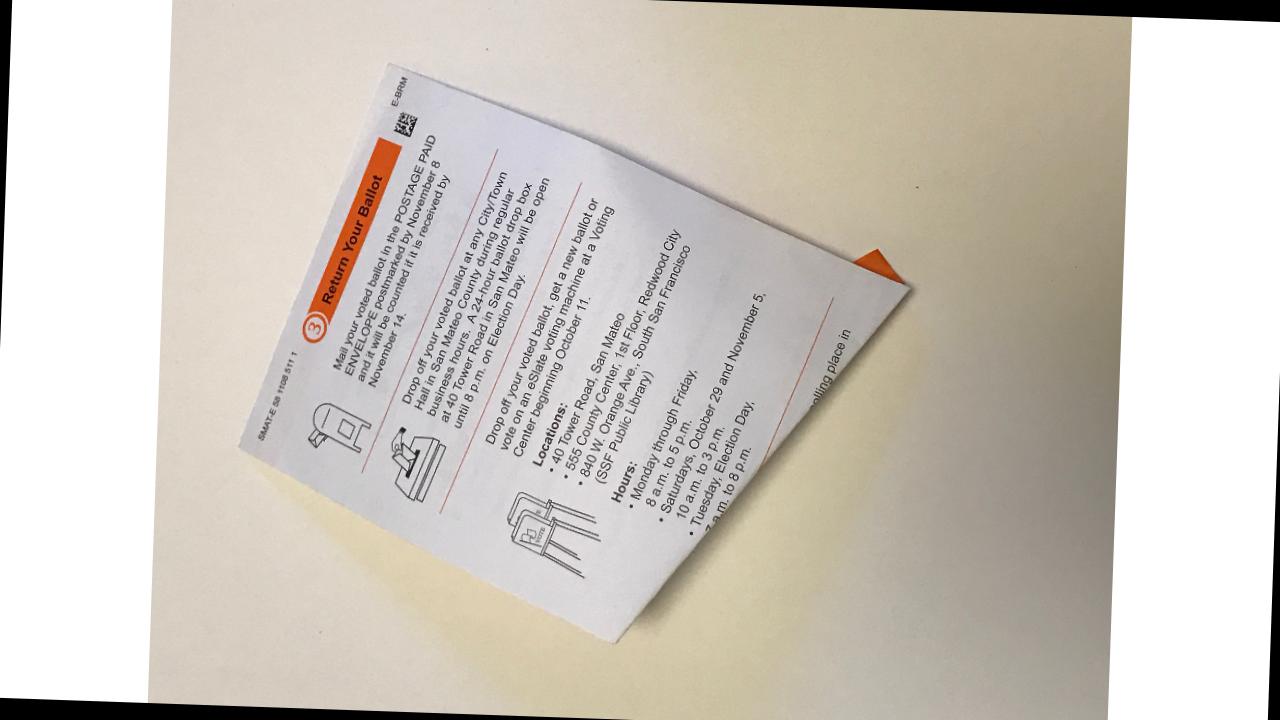 SMAT-E 58 1108 511 1
E-BRM
3 Return Your Ballot
Mail your voted ballot in the POSTAGE PAID
ENVELOPE postmarked by November 8
and it will be counted if it is received by
November 14.
Drop off your voted ballot at any City/Town
Hall in San Mateo County during regular
business hours. A 24-hour ballot drop box
at 40 Tower Road in San Mateo will be open
until 8 p.m. on Election Day.
Drop off your voted ballot, get a new ballot or
vote on an eSlate voting machine at a Voting
Center beginning October 11.
Locations:
• 40 Tower Road, San Mateo
• 555 County Center, 1st Floor, Redwood City
• 840 W. Orange Ave., South San Francisco
(SSF Public Library)
VOTE
Hours:
• Monday through Friday,
8 a.m. to 5 p.m.
• Saturdays, October 29 and November 5,
10 a.m. to 3 p.m.
• Tuesday, Election Day,
7 a.m. to 8 p.m.
place in